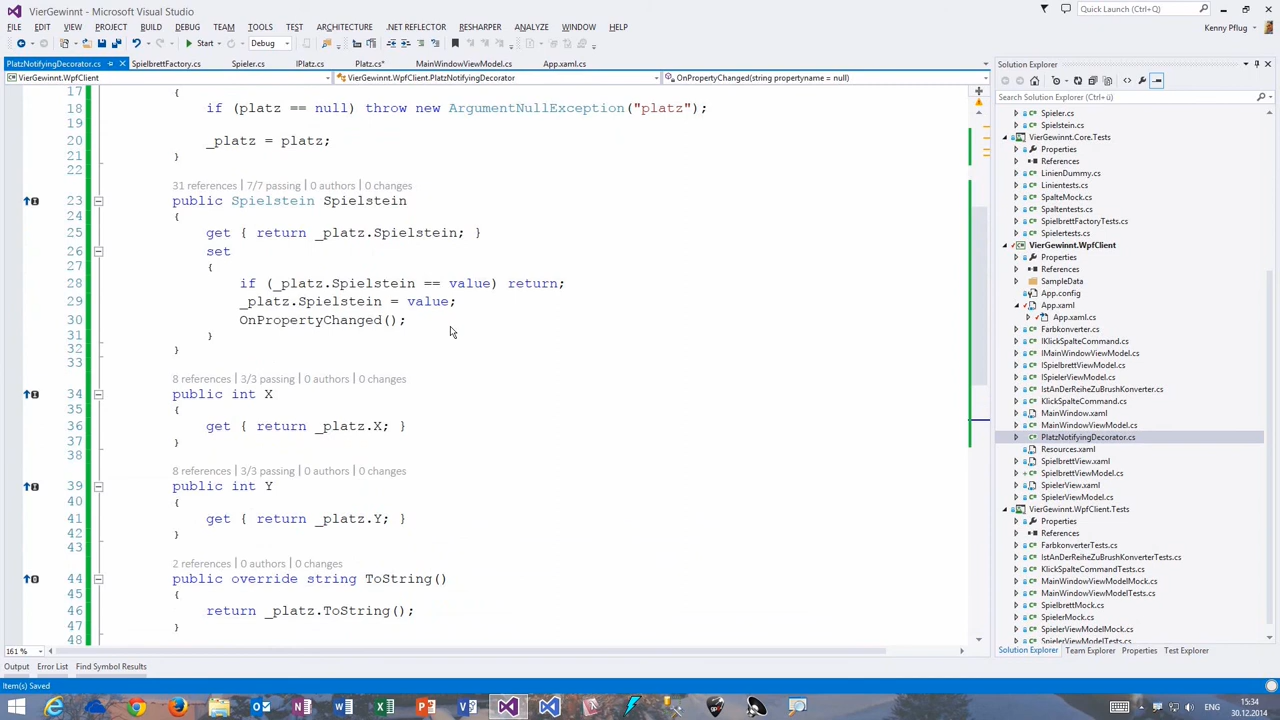 VierGewinnt - Microsoft Visual Studio
Quick Launch (Ctrl+Q)
FILE EDIT VIEW PROJECT BUILD DEBUG TEAM TOOLS TEST ARCHITECTURE .NET REFLECTOR RESHARPER ANALYZE WINDOW HELP
Kenny Pflug
Start Debug
PlatzNotifyingDecorator.cs SpielbrettFactory.cs Spieler.cs IPlatz.cs Platz.cs* MainWindowViewModel.cs App.xaml.cs
VierGewinnt.WpfClient VierGewinnt.WpfClient.PlatzNotifyingDecorator OnPropertyChanged(string propertyname = null)
17 {
18 if (platz == null) throw new ArgumentNullException("platz");
19
20 _platz = platz;
21 }
22
31 references | 7/7 passing | 0 authors | 0 changes
23 public Spielstein Spielstein
24 {
25 get { return _platz.Spielstein; }
26 set
27 {
28 if (_platz.Spielstein == value) return;
29 _platz.Spielstein = value;
30 OnPropertyChanged();
31 }
32 }
33
8 references | 3/3 passing | 0 authors | 0 changes
34 public int X
35 {
36 get { return _platz.X; }
37 }
38
8 references | 3/3 passing | 0 authors | 0 changes
39 public int Y
40 {
41 get { return _platz.Y; }
42 }
43
2 references | 0 authors | 0 changes
44 public override string ToString()
45 {
46 return _platz.ToString();
47 }
48
161 %
Solution Explorer
Search Solution Explorer (Ctrl+ü)
Spieler.cs
Spielstein.cs
VierGewinnt.Core.Tests
Properties
References
LinienDummy.cs
Linientests.cs
SpalteMock.cs
Spaltentests.cs
SpielbrettFactoryTests.cs
Spielertests.cs
VierGewinnt.WpfClient
Properties
References
SampleData
App.config
App.xaml
App.xaml.cs
Farbkonverter.cs
IKlickSpalteCommand.cs
IMainWindowViewModel.cs
ISpielbrettViewModel.cs
ISpielerViewModel.cs
IstAnDerReiheZuBrushKonverter.cs
KlickSpalteCommand.cs
MainWindow.xaml
MainWindowViewModel.cs
PlatzNotifyingDecorator.cs
Resources.xaml
SpielbrettView.xaml
SpielbrettViewModel.cs
SpielerView.xaml
SpielerViewModel.cs
VierGewinnt.WpfClient.Tests
Properties
References
FarbkonverterTests.cs
IstAnDerReiheZuBrushKonverterTests.cs
KlickSpalteCommandTests.cs
MainWindowViewModelMock.cs
MainWindowViewModelTests.cs
SpielbrettMock.cs
SpielerMock.cs
SpielerViewModelMock.cs
SpielerViewModelTests.cs
Solution Explorer Team Explorer Properties Test Explorer
Output Error List Find Symbol Results
Item(s) Saved
ENG
15:34
30.12.2014